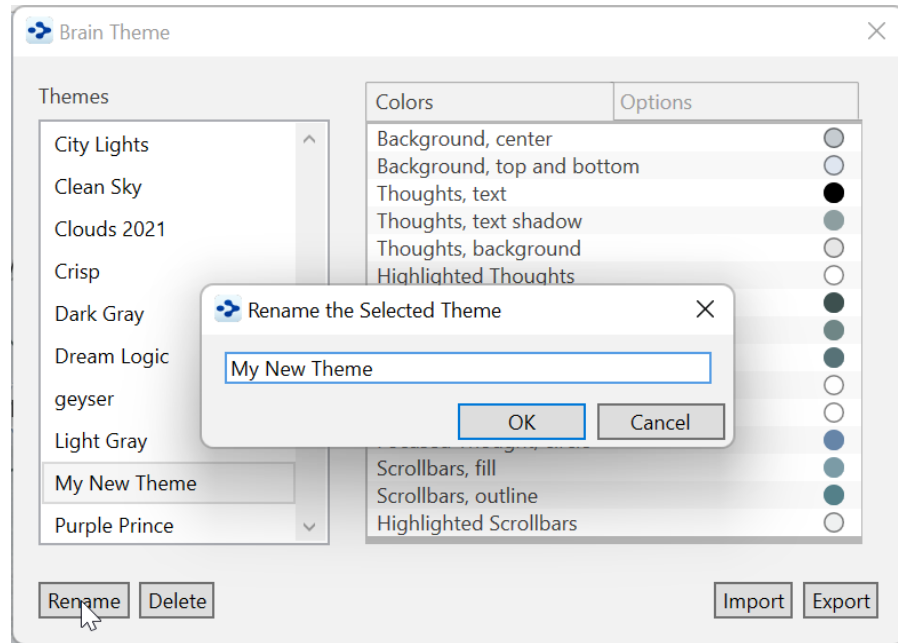 Brain Theme
Themes
City Lights
Clean Sky
Clouds 2021
Crisp
Dark Gray
Dream Logic
geyser
Light Gray
My New Theme
Purple Prince
Colors
Options
Background, center
Background, top and bottom
Thoughts, text
Thoughts, text shadow
Thoughts, background
Highlighted Thoughts
Rename the Selected Theme
My New Theme
OK
Cancel
Scrollbars, fill
Scrollbars, outline
Highlighted Scrollbars
Rename
Delete
Import
Export